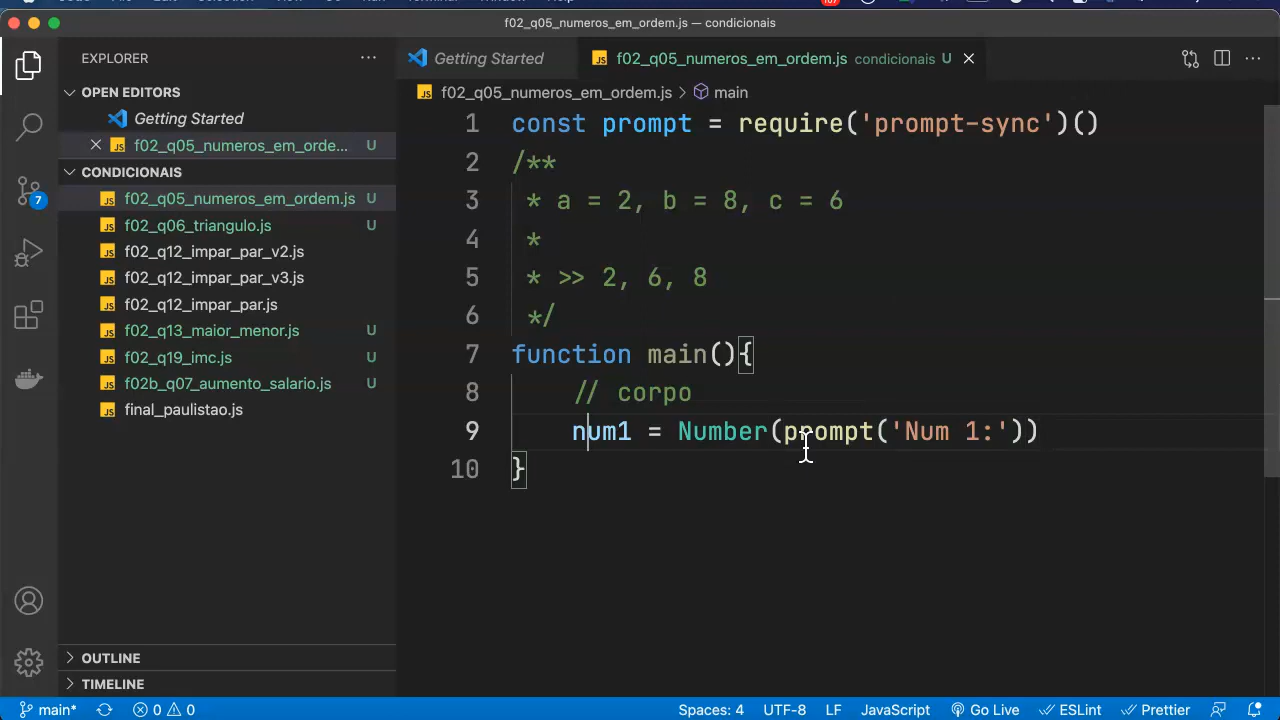 f02_q05_numeros_em_ordem.js — condicionais
EXPLORER
Getting Started
f02_q05_numeros_em_ordem.js condicionais U
OPEN EDITORS
Getting Started
f02_q05_numeros_em_orde... U
CONDICIONAIS
f02_q05_numeros_em_ordem.js U
f02_q06_triangulo.js U
f02_q12_impar_par_v2.js
f02_q12_impar_par_v3.js
f02_q12_impar_par.js
f02_q13_maior_menor.js U
f02_q19_imc.js U
f02b_q07_aumento_salario.js U
final_paulistao.js
OUTLINE
TIMELINE
7
f02_q05_numeros_em_ordem.js > main
1 const prompt = require('prompt-sync')()
2 /**
3 * a = 2, b = 8, c = 6
4 *
5 * >> 2, 6, 8
6 */
7 function main(){
8 // corpo
9 num1 = Number(prompt('Num 1:'))
10 }
main* 0 0 Spaces: 4 UTF-8 LF JavaScript Go Live ESLint Prettier